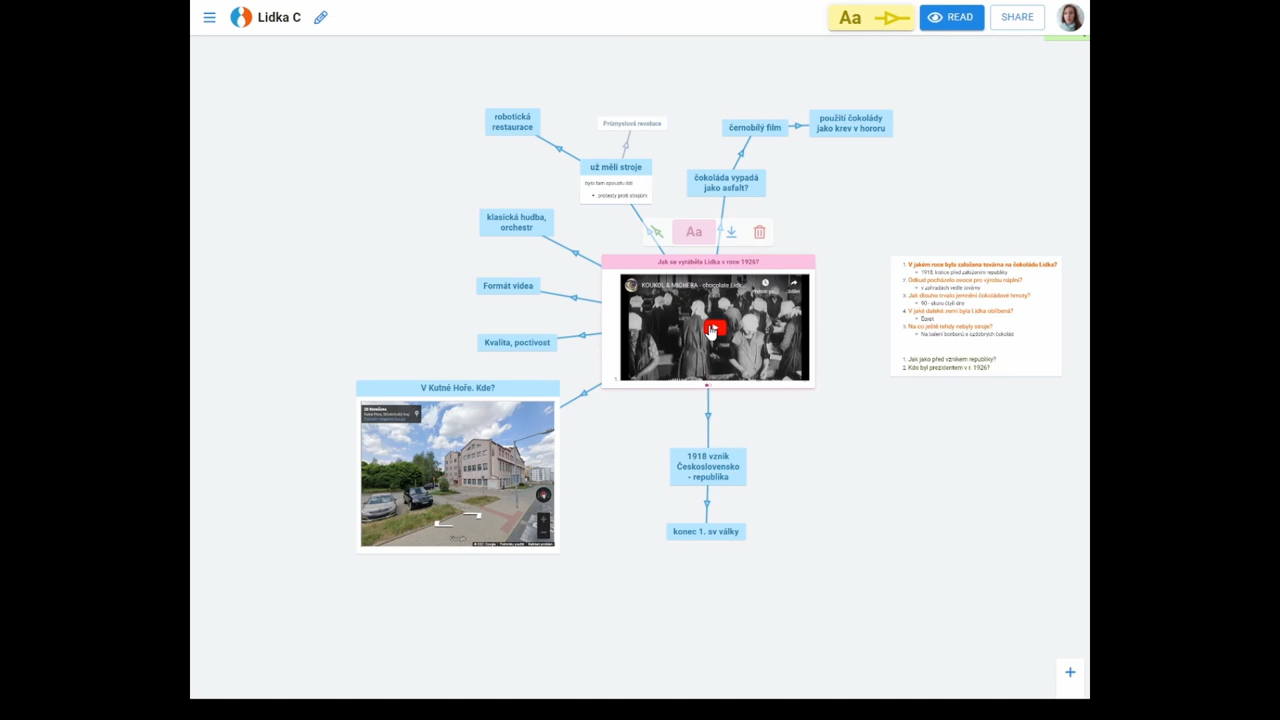 Lidka C
Aa
READ
SHARE
robotická
restaurace
Průmyslová revoluce
černobílý film
použití čokolády
jako krev v hororu
už měli stroje
bylo tam spoustu lidí
protesty proti strojům
čokoláda vypadá
jako asfalt?
klasická hudba,
orchestr
Aa
Jak se vyráběla Lidka v roce 1926?
KOUKOL & MICHERA - chocolate Lidk...
Formát videa
Kvalita, poctivost
V Kutné Hoře. Kde?
Google
1918 vznik
Československo
- republika
konec 1. sv války
1. V jakém roce byla založena továrna na čokoládu Lidka?
1918, krátce před založením republiky
2. Odkud pocházelo ovoce pro výrobu náplní?
v zahradách vedle továrny
3. Jak dlouho trvalo jemnění čokoládové hmoty?
90 - skoro čtyři dny
4. V jaké daleké zemi byla Lidka oblíbená?
Egypt
5. Na co ještě tehdy nebyly stroje?
Na balení bonbonů a ozdobných čokolád
1. Jak jako před vznikem republiky?
2. Kdo byl prezidentem v r. 1926?